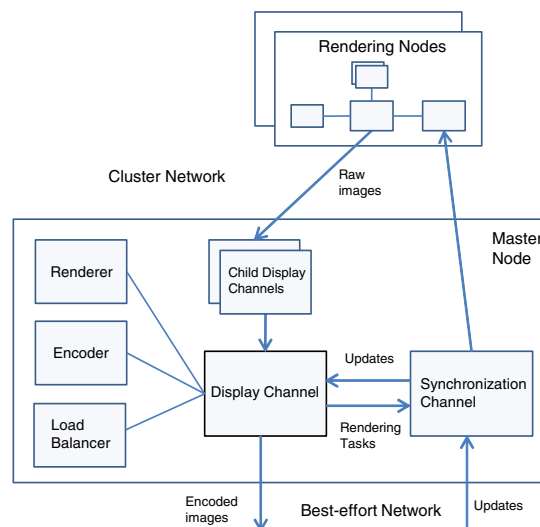 Rendering Nodes
Cluster Network
Raw
images
Master
Node
Renderer
Child Display
Channels
Encoder
Updates
Display Channel
Synchronization
Channel
Load
Balancer
Rendering
Tasks
Encoded
images
Best-effort Network
Updates